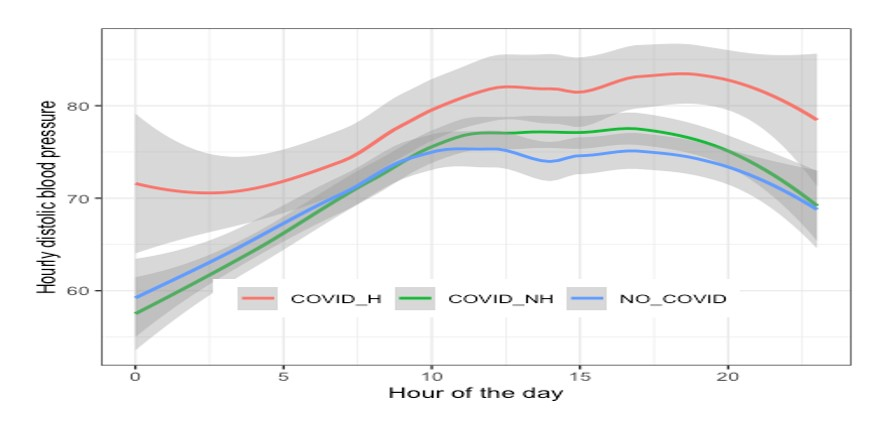 Hourly distolic blood pressure
80
70
60
COVID_H COVID_NH NO_COVID
0 5 10 15 20
Hour of the day